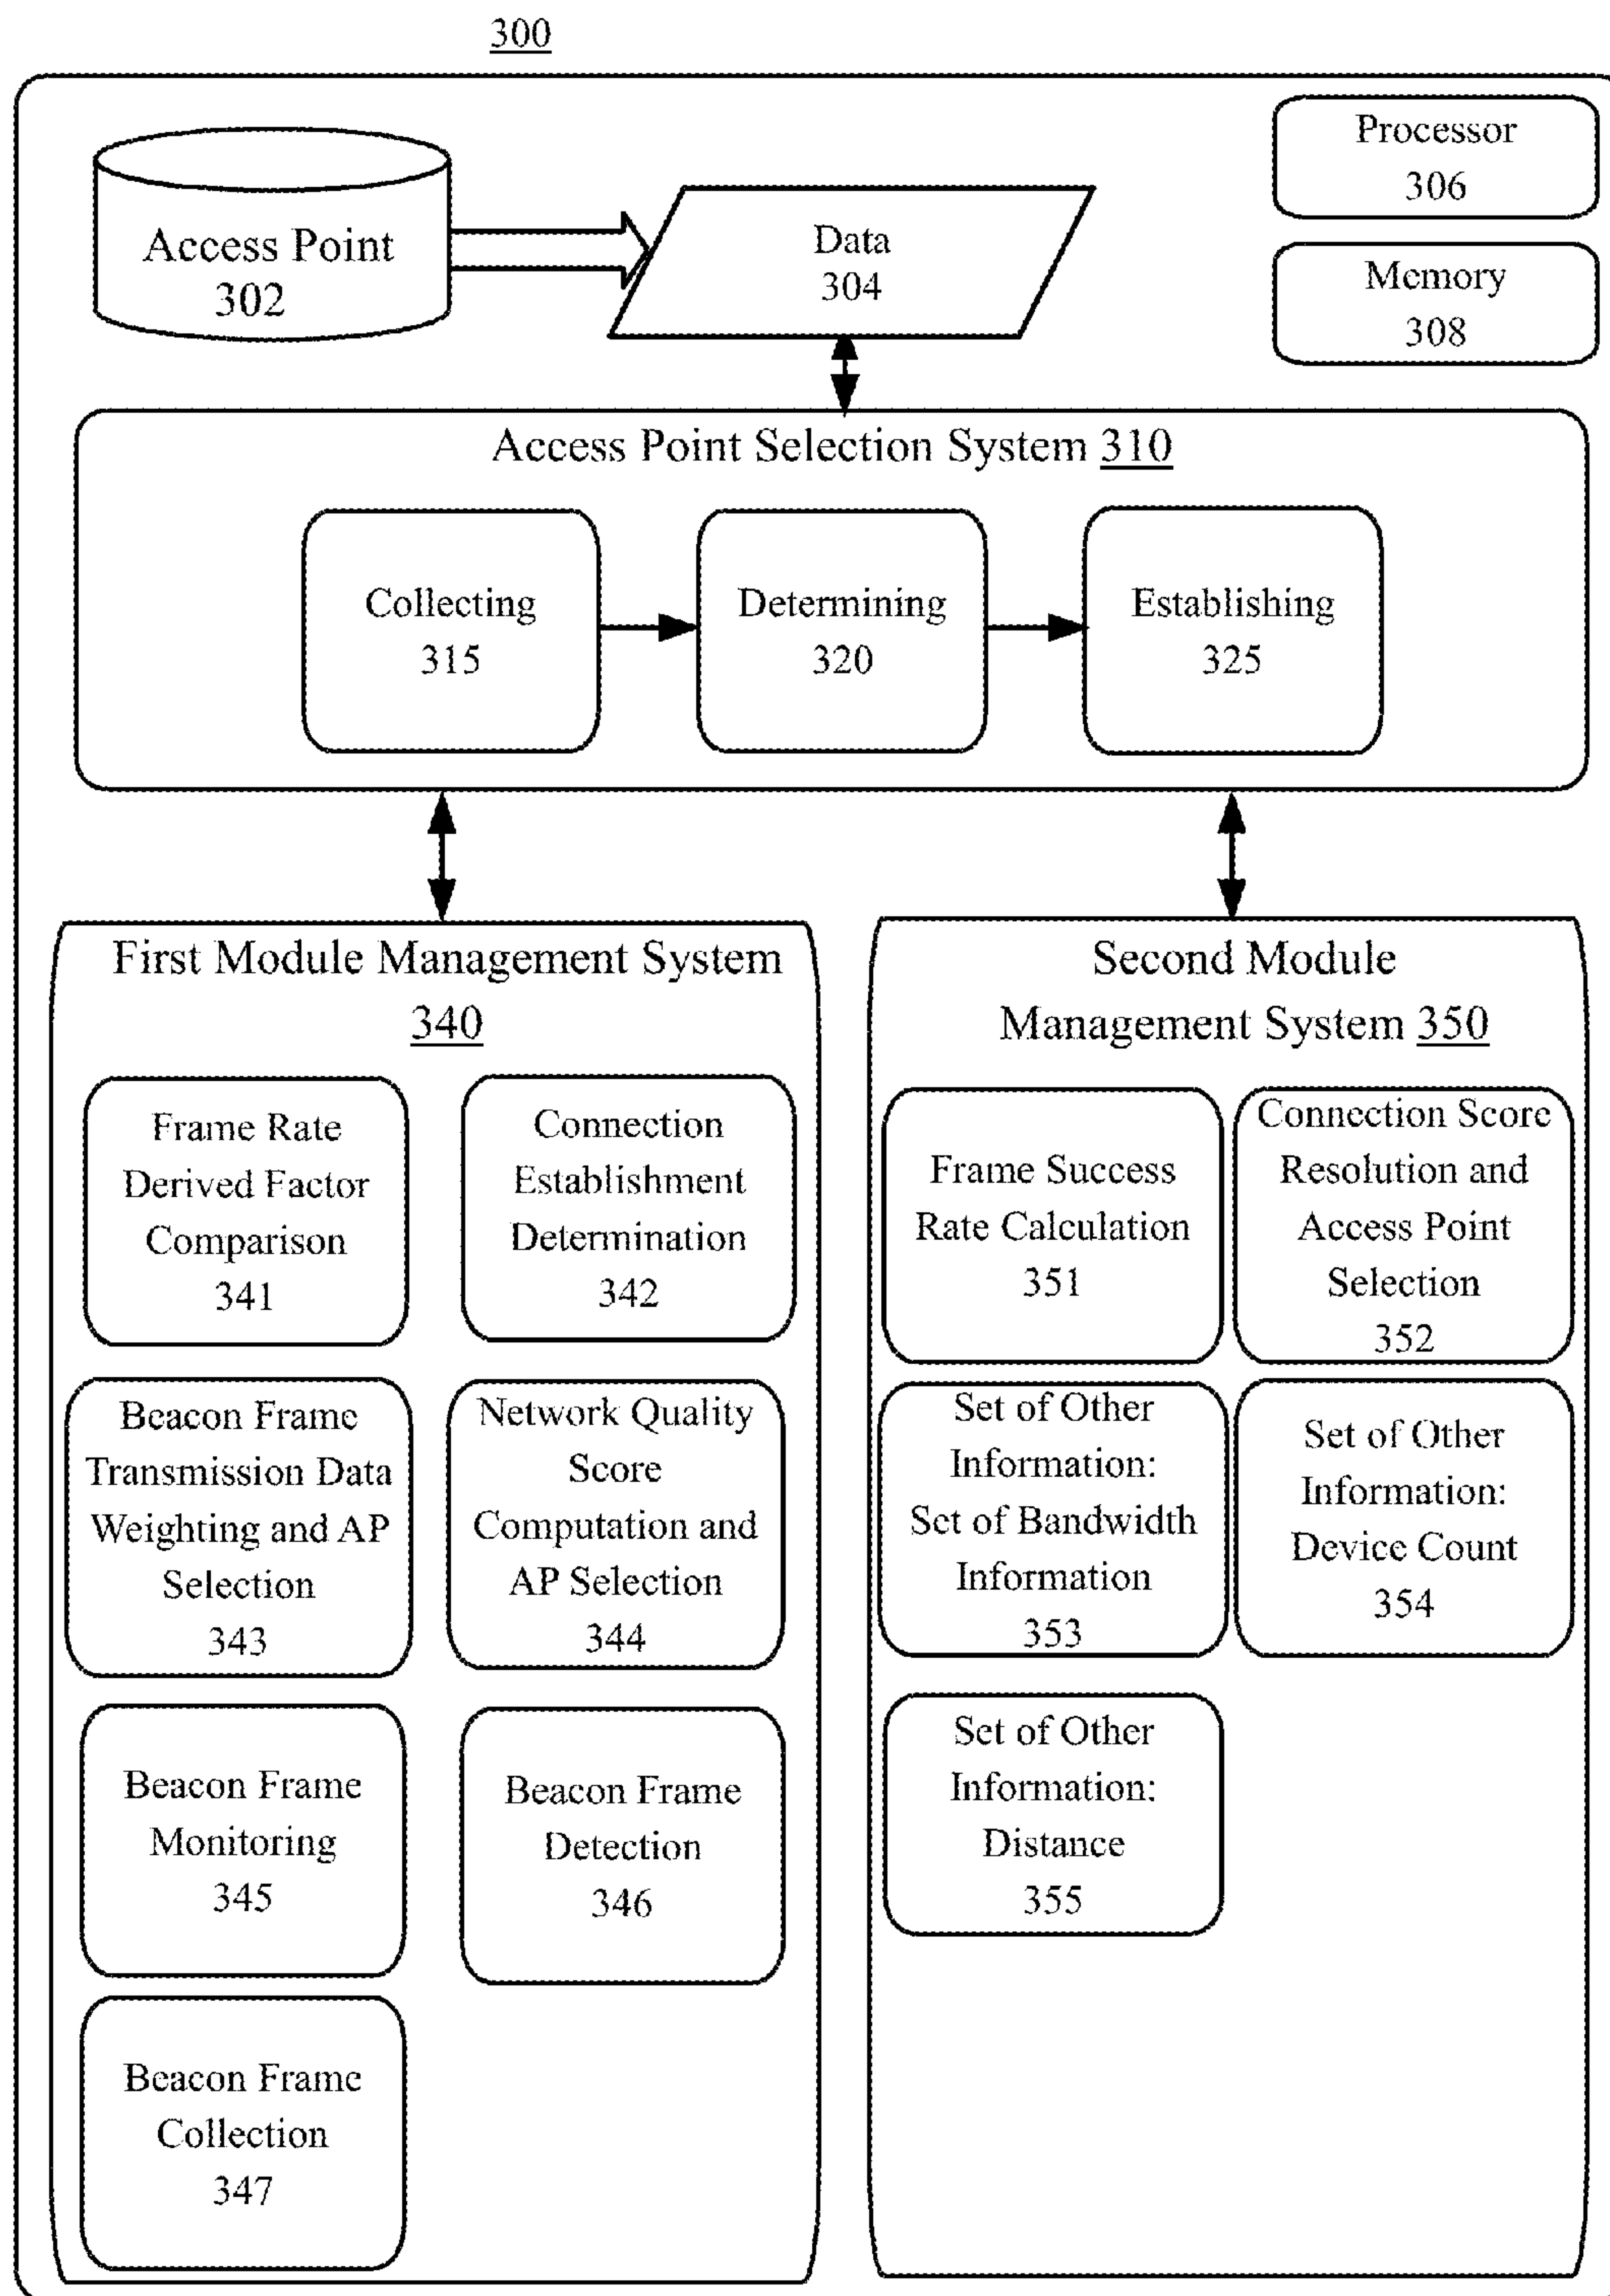 300
Access Point
302
Data
304
Processor
306
Memory
308
Access Point Selection System 310
Collecting
315
Determining
320
Establishing
325
First Module Management System
340
Frame Rate
Derived Factor
Comparison
341
Connection
Establishment
Determination
342
Beacon Frame
Transmission Data
Weighting and AP
Selection
343
Network Quality
Score
Computation and
AP Selection
344
Beacon Frame
Monitoring
345
Beacon Frame
Detection
346
Beacon Frame
Collection
347
Second Module
Management System 350
Frame Success
Rate Calculation
351
Connection Score
Resolution and
Access Point
Selection
352
Set of Other
Information:
Set of Bandwidth
Information
353
Set of Other
Information:
Device Count
354
Set of Other
Information:
Distance
355